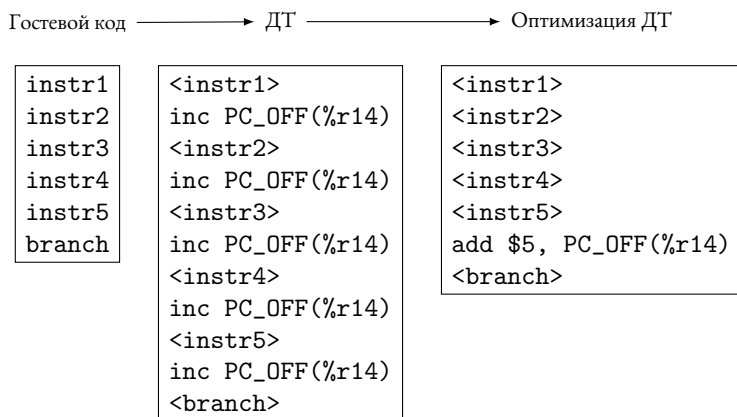 Гостевой код ДТ Оптимизация ДТ
instr1
instr2
instr3
instr4
instr5
branch
<instr1>
inc PC_OFF(%r14)
<instr2>
inc PC_OFF(%r14)
<instr3>
inc PC_OFF(%r14)
<instr4>
inc PC_OFF(%r14)
<instr5>
inc PC_OFF(%r14)
<branch>
<instr1>
<instr2>
<instr3>
<instr4>
<instr5>
add $5, PC_OFF(%r14)
<branch>